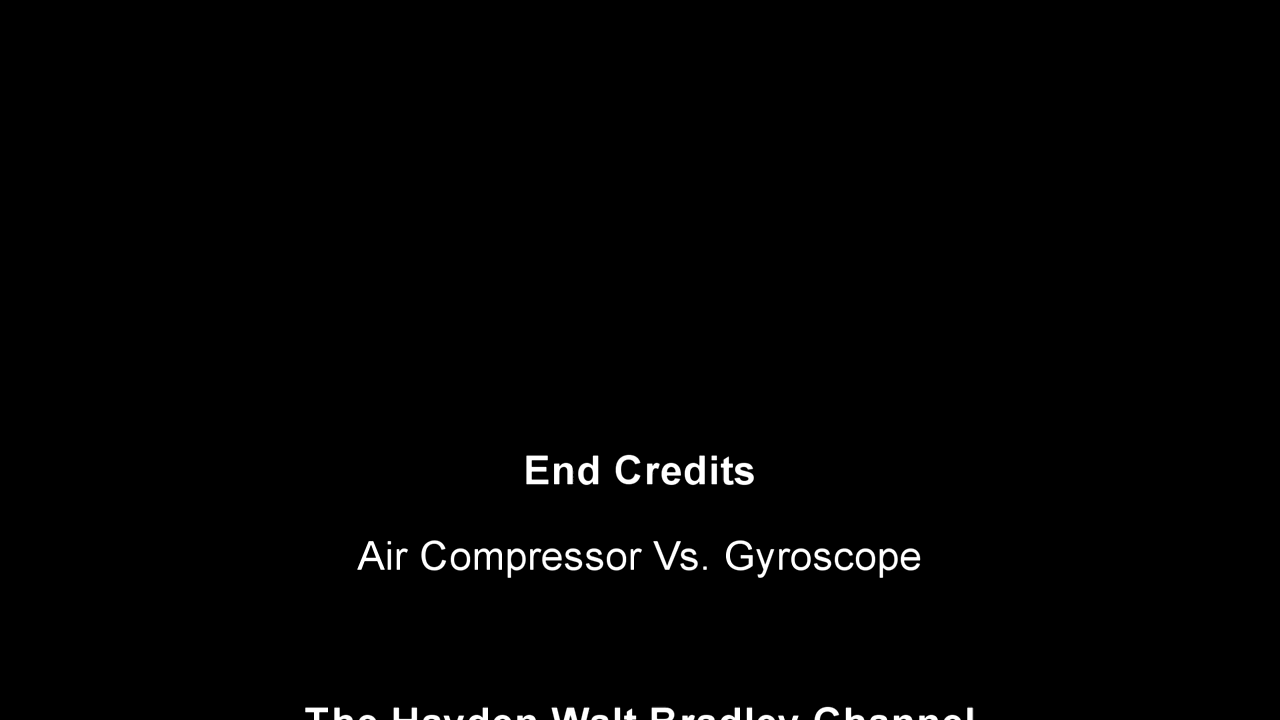 End Credits
Air Compressor Vs. Gyroscope
The Hayden Walt Bradley Channel